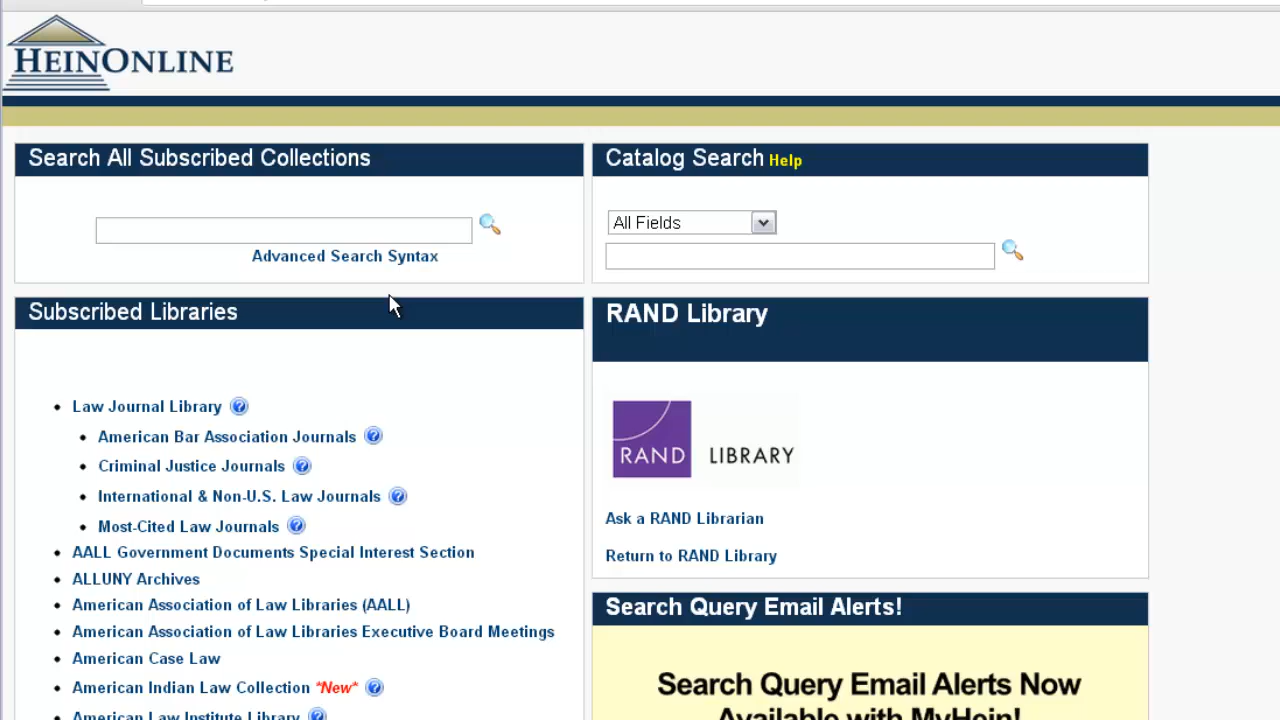 HEINONLINE
Search All Subscribed Collections
Advanced Search Syntax
Catalog Search Help
All Fields
Subscribed Libraries
Law Journal Library
American Bar Association Journals
Criminal Justice Journals
International & Non-U.S. Law Journals
Most-Cited Law Journals
AALL Government Documents Special Interest Section
ALLUNY Archives
American Association of Law Libraries (AALL)
American Association of Law Libraries Executive Board Meetings
American Case Law
American Indian Law Collection *New*
American Law Institute Library
RAND Library
RAND LIBRARY
Ask a RAND Librarian
Return to RAND Library
Search Query Email Alerts!
Search Query Email Alerts Now
Available with MyHein!